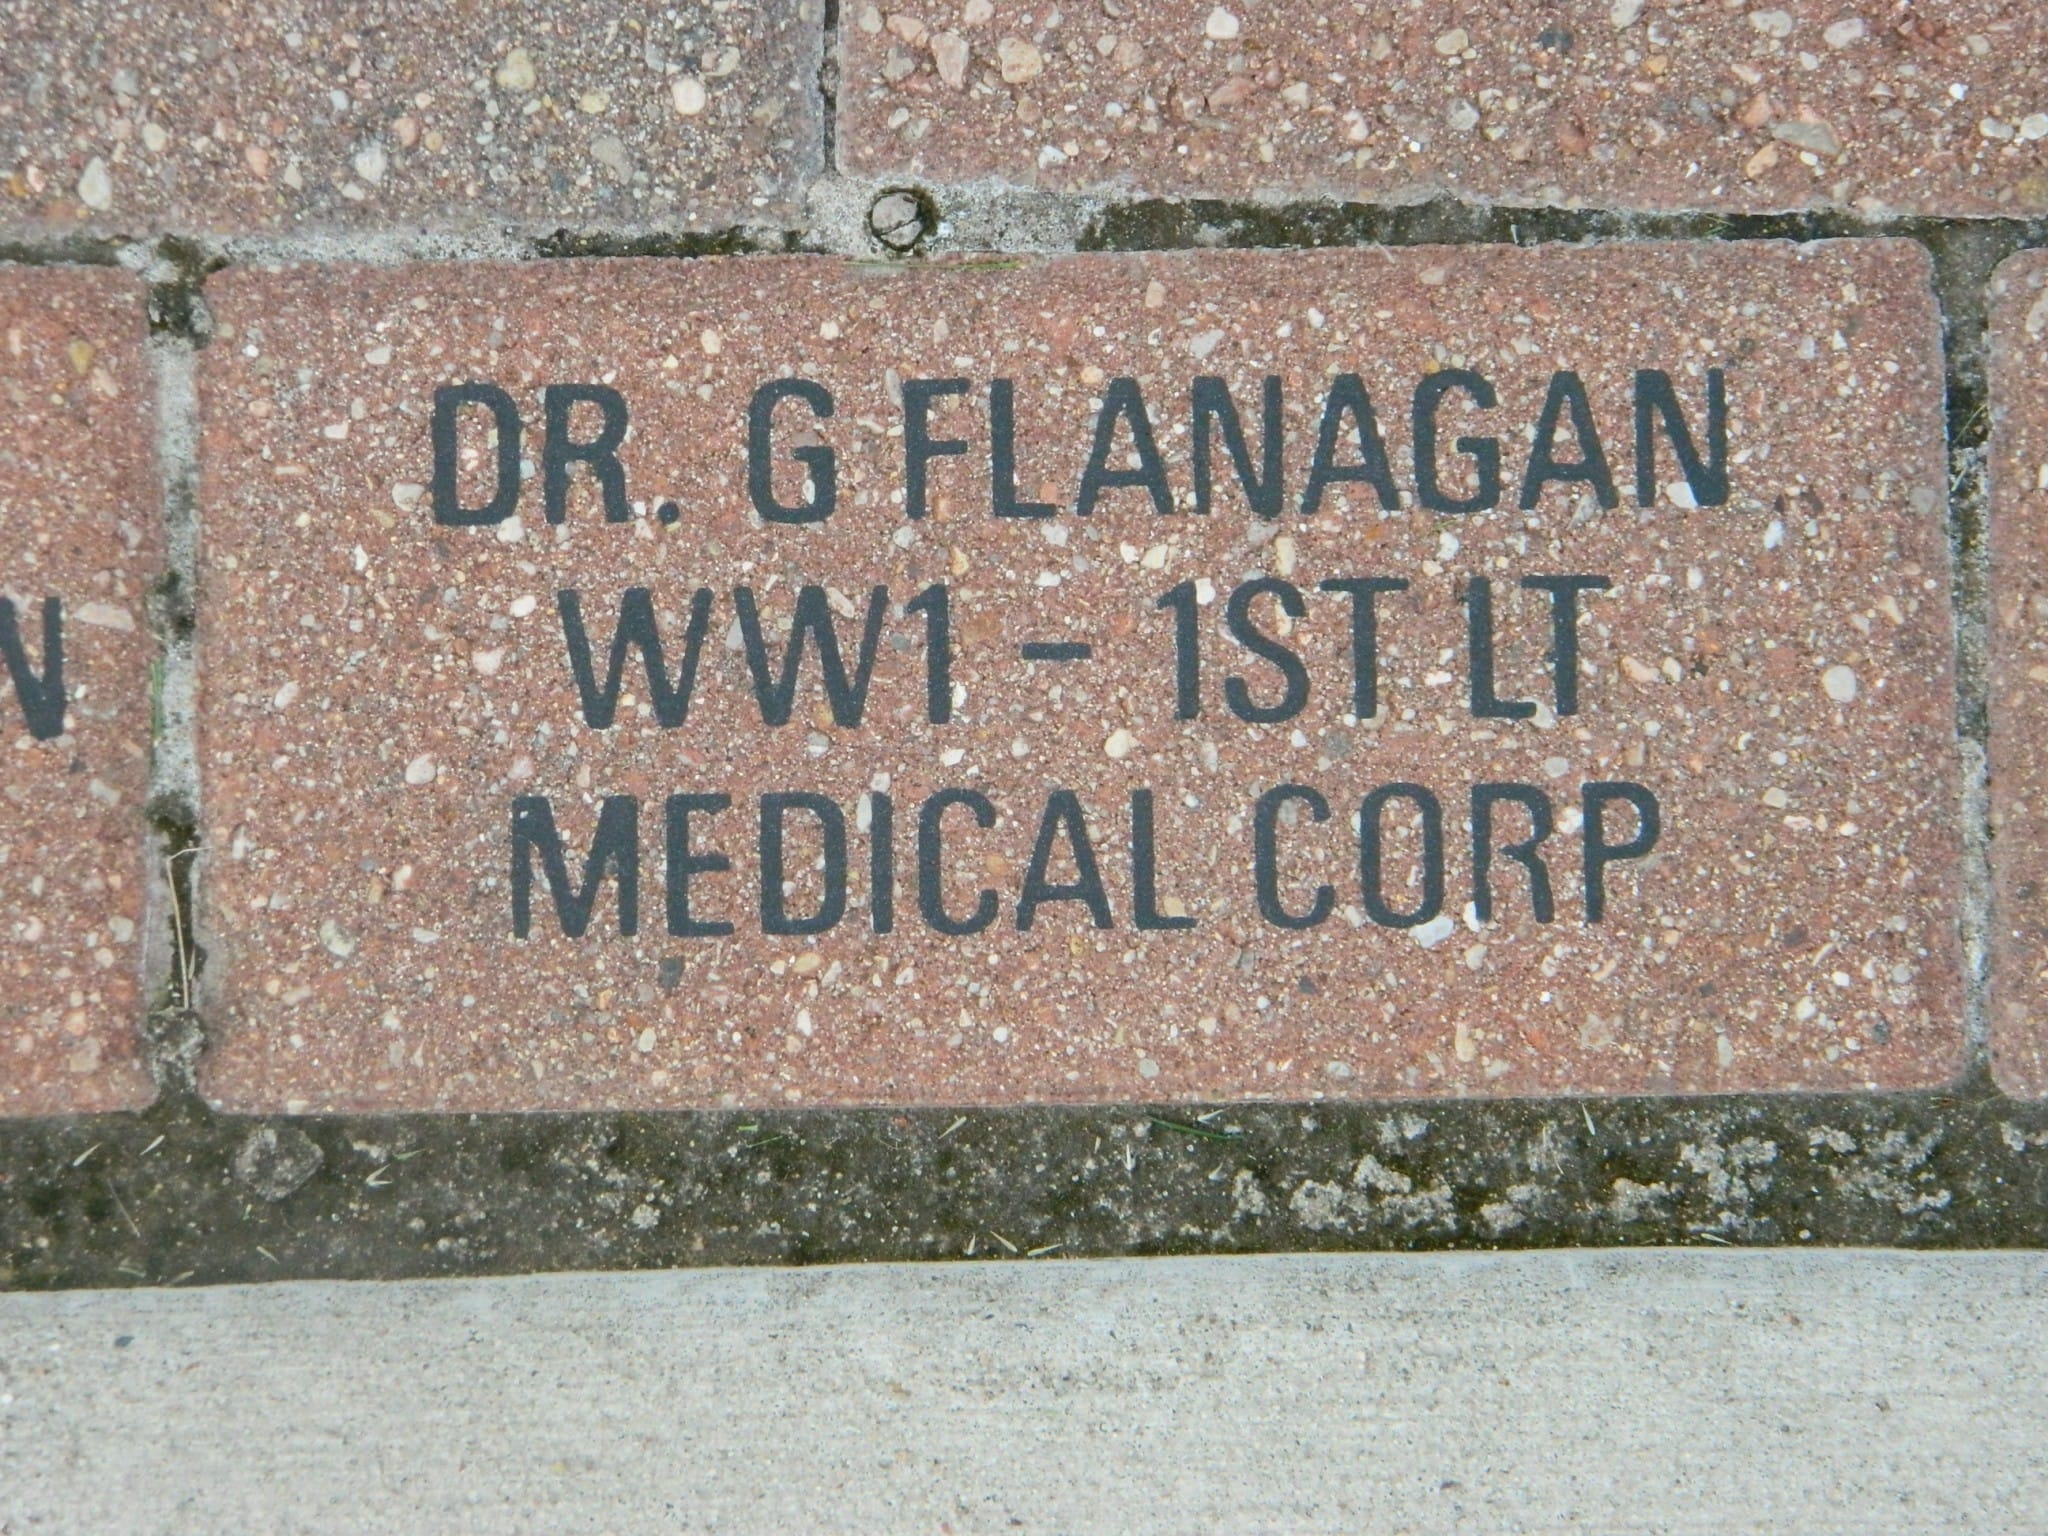 DR. G FLANAGAN
WW1 - 1ST LT
MEDICAL CORP